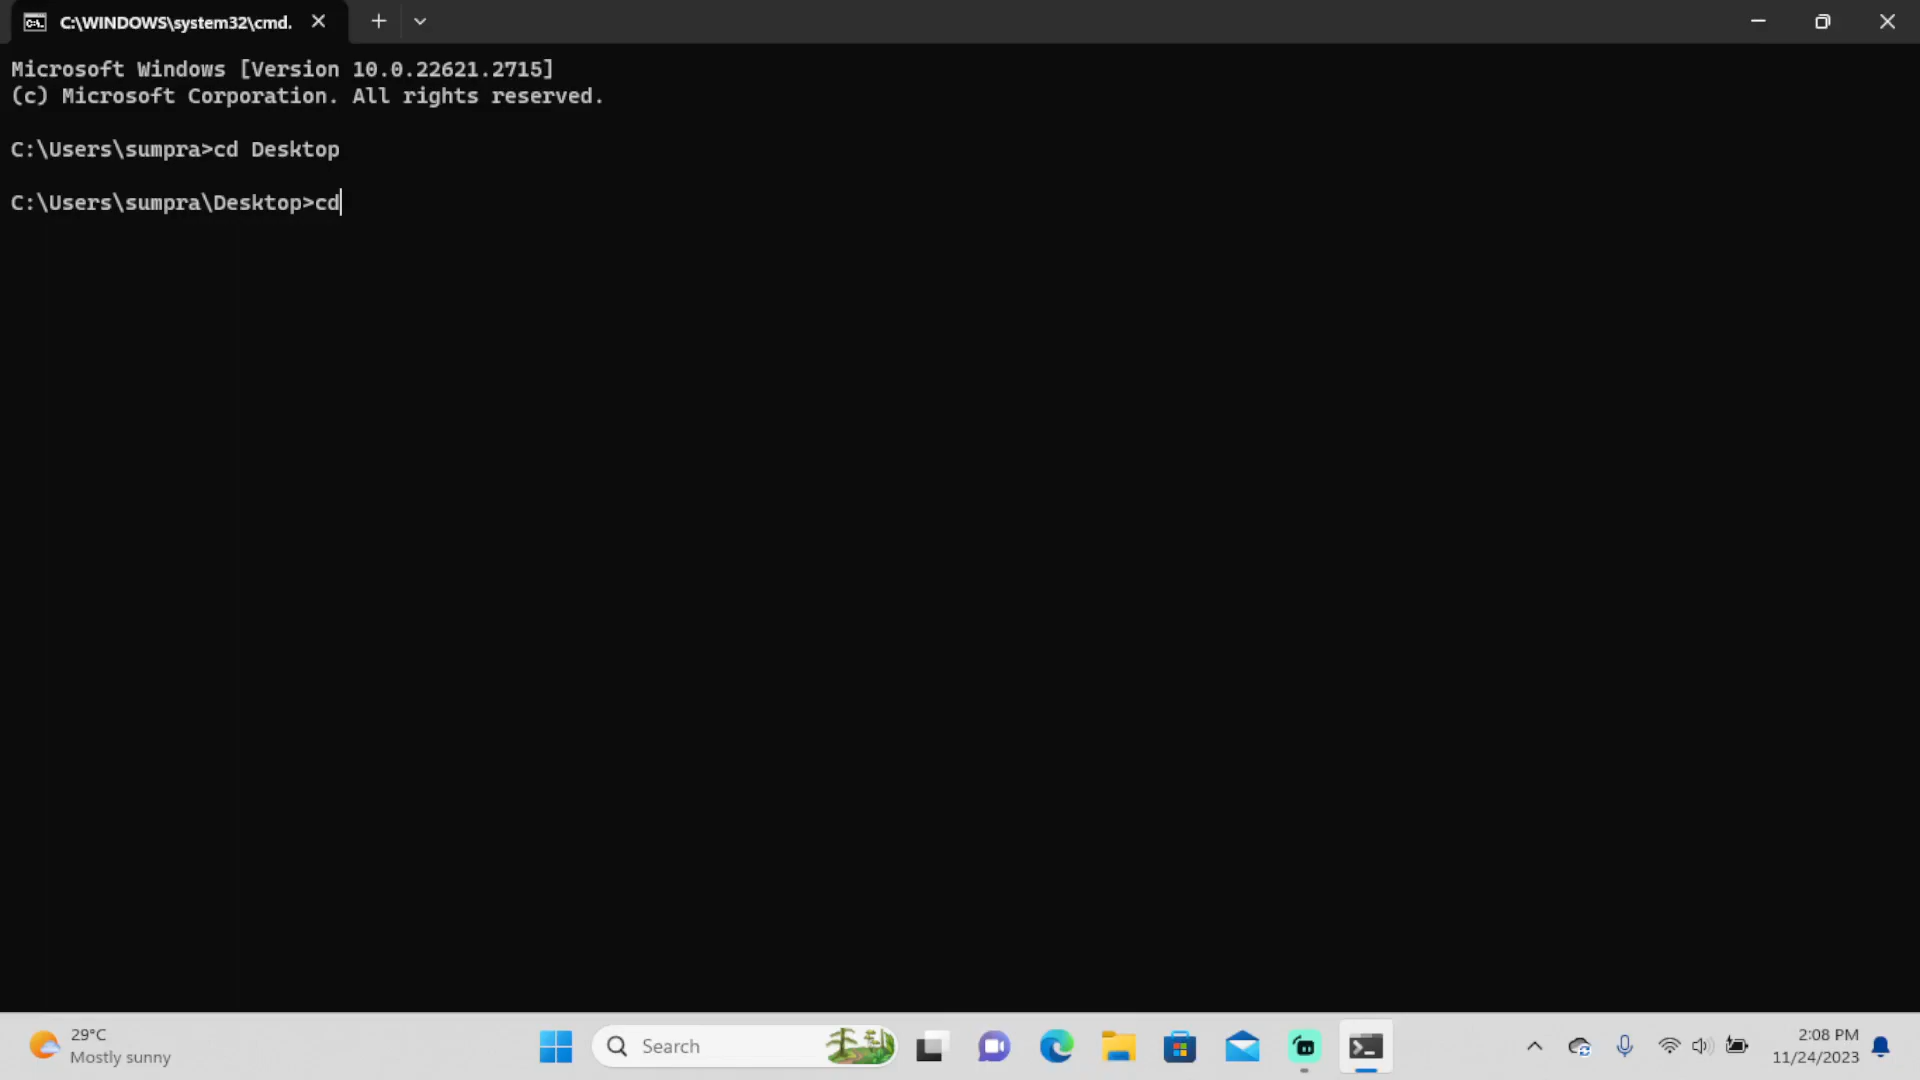 C:\WINDOWS\system32\cmd.
Microsoft Windows [Version 10.0.22621.2715]
(c) Microsoft Corporation. All rights reserved.
C:\Users\sumpra>cd Desktop
C:\Users\sumpra\Desktop>cd
29°C
Mostly sunny
Search
2:08 PM
11/24/2023